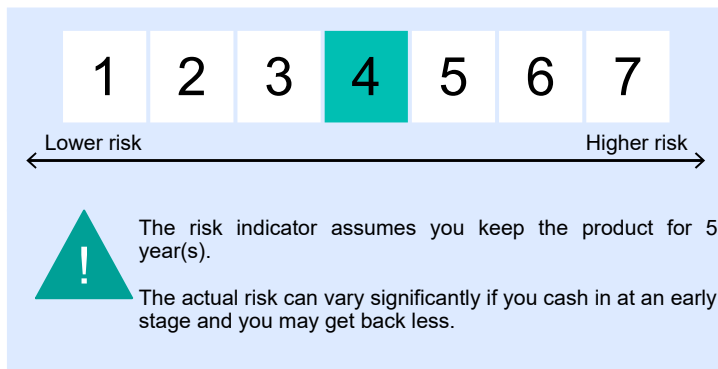 1 2 3 4 5 6 7
Lower risk Higher risk
!
The risk indicator assumes you keep the product for 5
year(s).
The actual risk can vary significantly if you cash in at an early
stage and you may get back less.